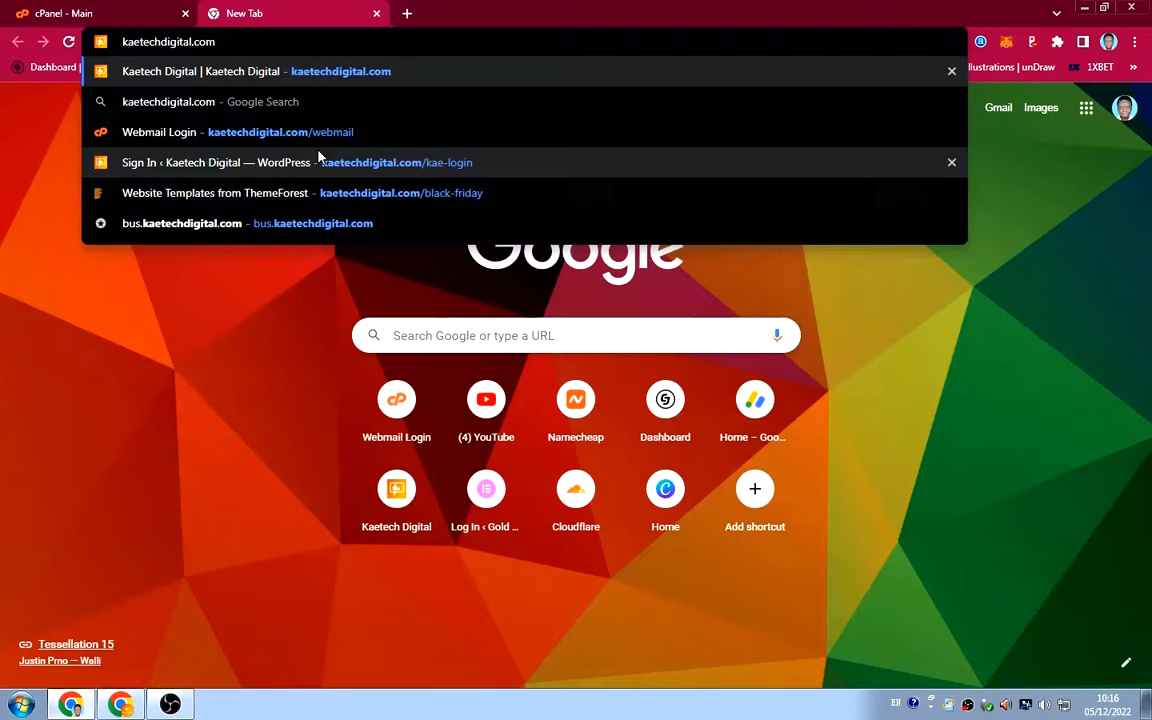 cPanel - Main
New Tab
kaetechdigital.com
Dashboard
Kaetech Digital | Kaetech Digital - kaetechdigital.com
kaetechdigital.com - Google Search
Webmail Login - kaetechdigital.com/webmail
Sign In ‹ Kaetech Digital — WordPress - kaetechdigital.com/kae-login
Website Templates from ThemeForest - kaetechdigital.com/black-friday
bus.kaetechdigital.com - bus.kaetechdigital.com
llustrations | unDraw
1XBET
Gmail
Images
Google
Search Google or type a URL
Webmail Login
(4) YouTube
Namecheap
Dashboard
Home – Goo...
Kaetech Digital
Log In ‹ Gold ...
Cloudflare
Home
Add shortcut
Tessellation 15
Justin Prno — Walli
EN
10:16
05/12/2022